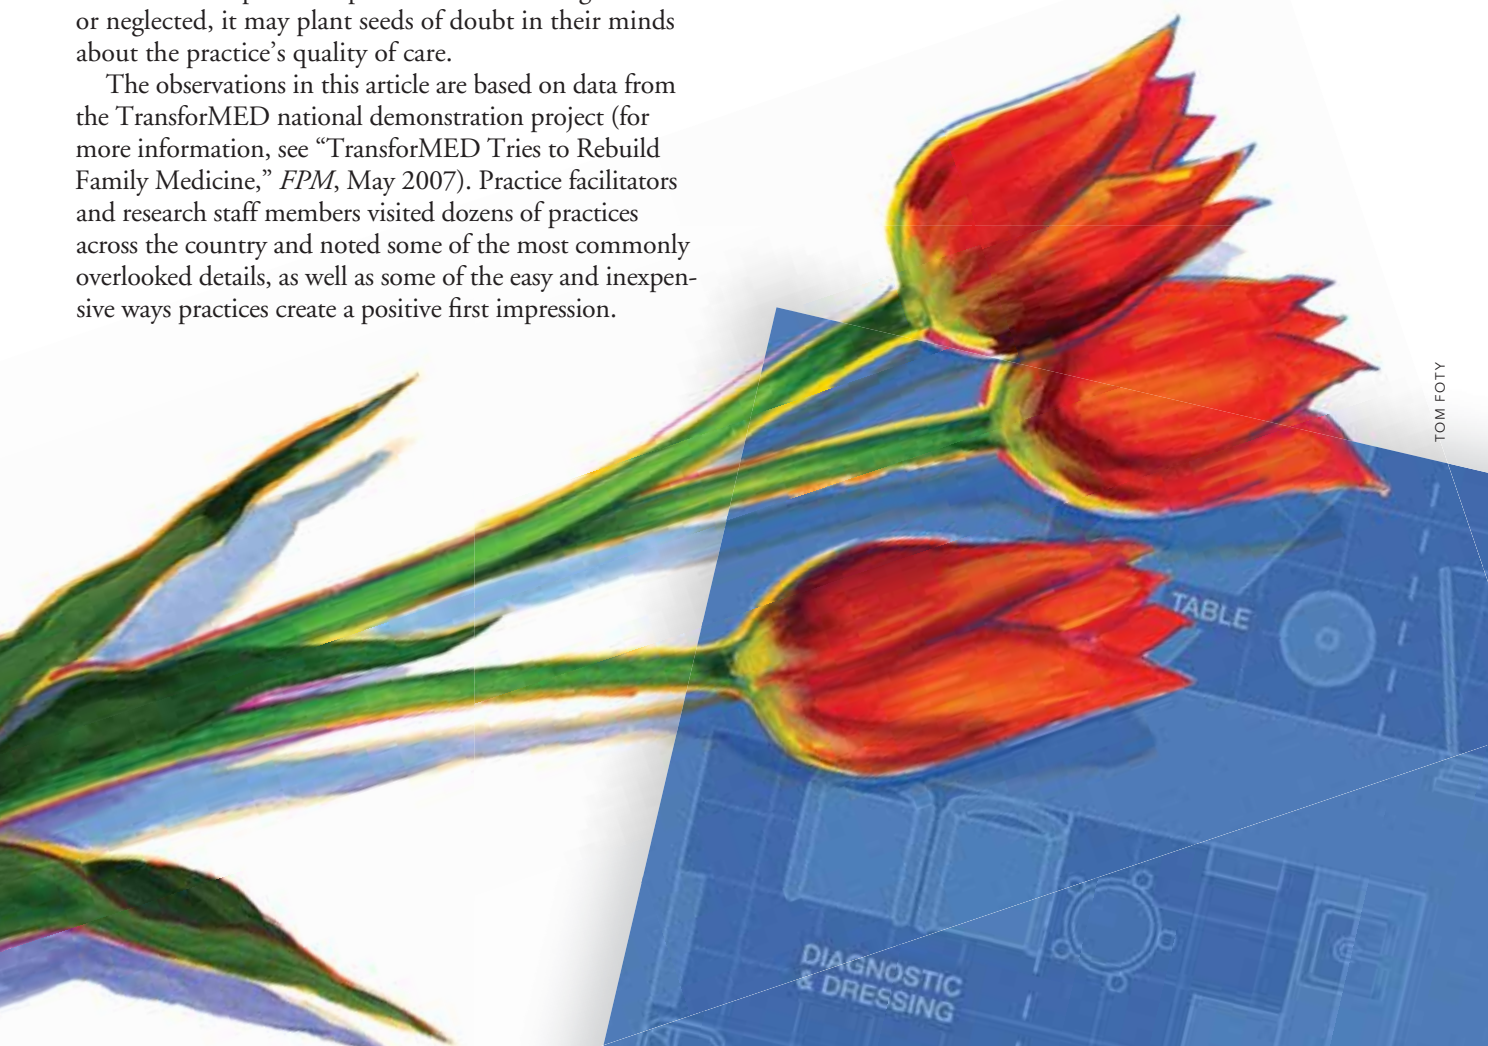 or neglected, it may plant seeds of doubt in their minds
about the practice’s quality of care.
The observations in this article are based on data from
the TransforMED national demonstration project (for
more information, see “TransforMED Tries to Rebuild
Family Medicine,” FPM, May 2007). Practice facilitators
and research staff members visited dozens of practices
across the country and noted some of the most commonly
overlooked details, as well as some of the easy and inexpen-
sive ways practices create a positive first impression.
TOM FOTY
TABLE
DIAGNOSTIC
& DRESSING